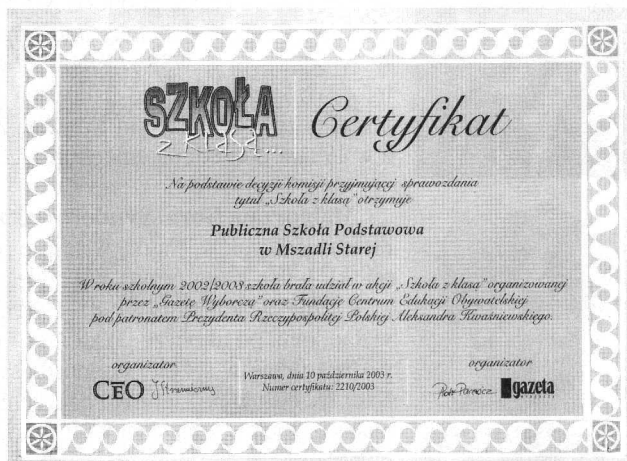 SZKOŁA
z klasą...
Certyfikat
Na podstawie decyzji komisji przyjmującej sprawozdania
tytuł „Szkoła z klasą” otrzymuje
Publiczna Szkoła Podstawowa
w Mszadli Starej
W roku szkolnym 2002/2003 szkoła brała udział w akcji „Szkoła z klasą” organizowanej
przez „Gazetę Wyborczą” oraz Fundację Centrum Edukacji Obywatelskiej
pod patronatem Prezydenta Rzeczypospolitej Polskiej Aleksandra Kwaśniewskiego.
organizator
CEO
Warszawa, dnia 10 października 2003 r.
Numer certyfikatu: 2210/2003
organizator
Piotr Pacewicz
gazeta